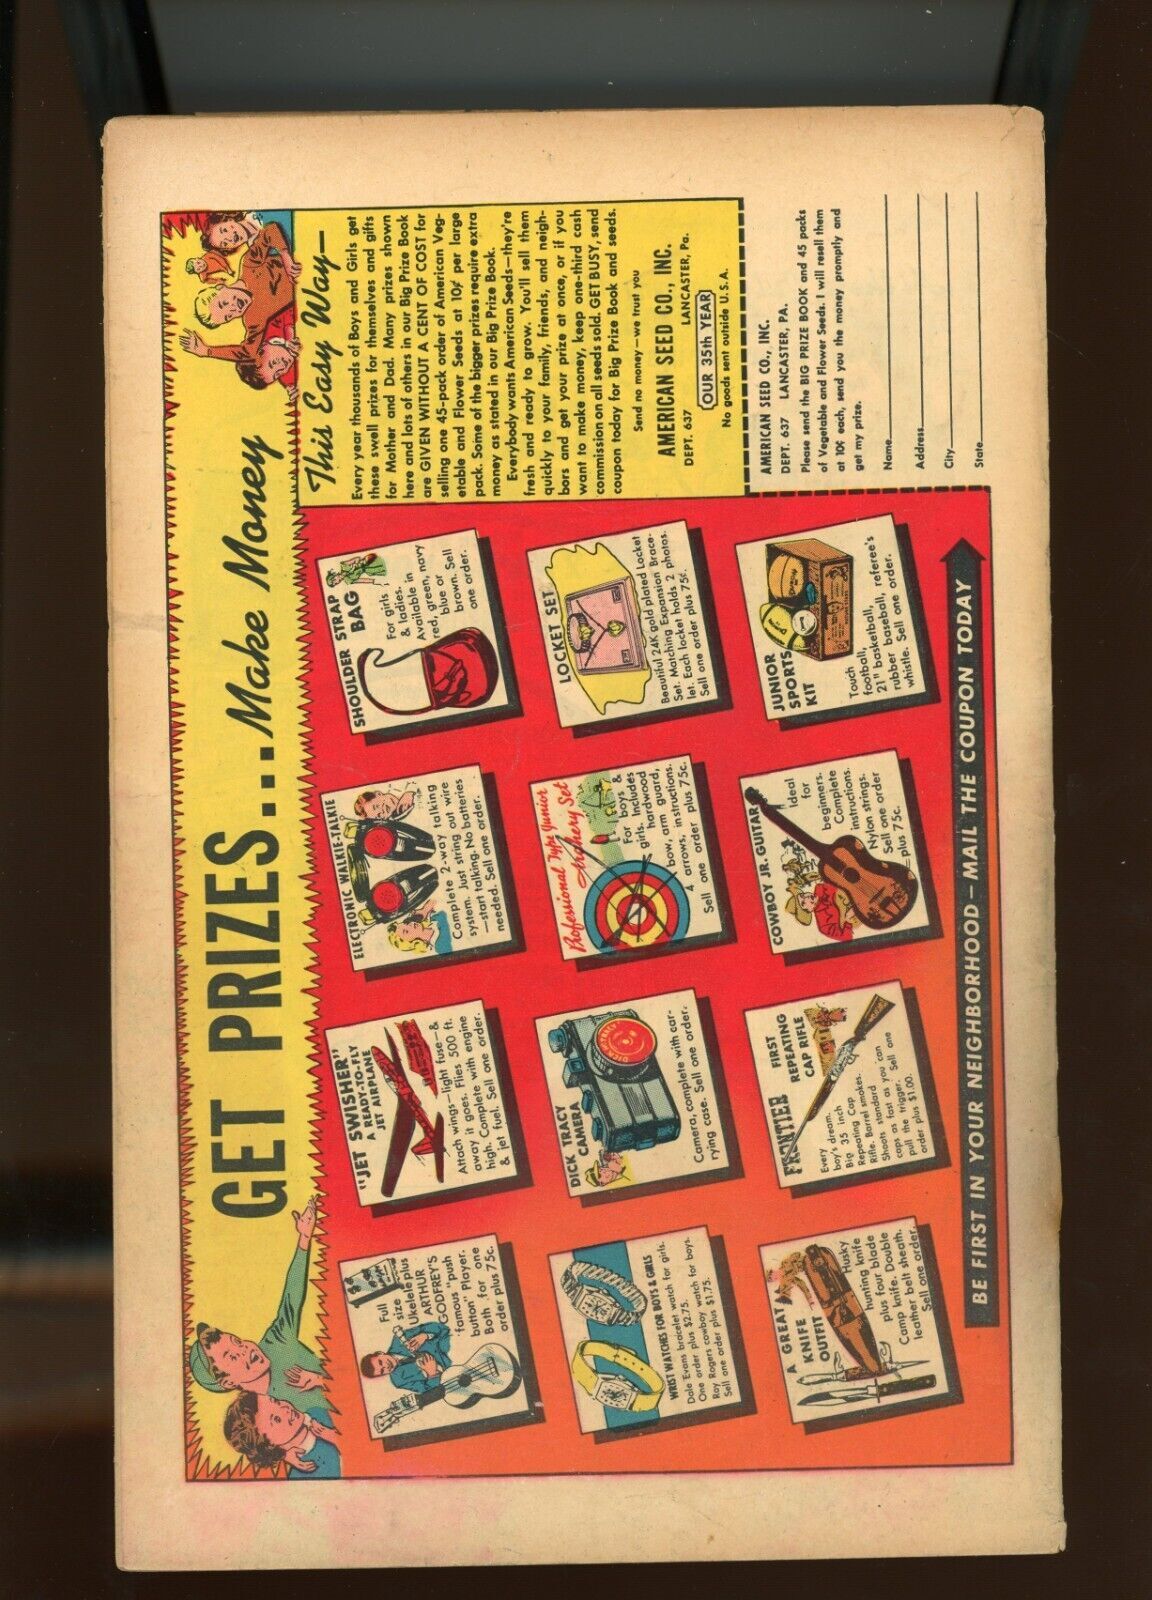 GET PRIZES...Make Money
This Easy Way—
Every year thousands of Boys and Girls get
these swell prizes for themselves and gifts
for Mother and Dad. Many prizes shown
here and lots of others in our Big Prize Book
are GIVEN WITHOUT A CENT OF COST for
selling one 45-pack order of American Veg-
etable and Flower Seeds at 10¢ per large
pack. Some of the bigger prizes require extra
money as stated in our Big Prize Book.
Everybody wants American Seeds—they're
fresh and ready to grow. You'll sell them
quickly to your family, friends, and neigh-
bors and get your prize at once, or if you
want to make money, keep one-third cash
commission on all seeds sold. GET BUSY, send
coupon today for Big Prize Book and seeds.
Send no money—we trust you
AMERICAN SEED CO., INC.
DEPT. 637 LANCASTER, Pa.
OUR 35th YEAR
No goods sent outside U.S.A.
AMERICAN SEED CO., INC.
DEPT. 637 LANCASTER, PA.
Please send the BIG PRIZE BOOK and 45 packs
of Vegetable and Flower Seeds. I will resell them
at 10¢ each, send you the money promptly and
get my prize.
Name
Address
City
State
Full
size
Ukelele plus
ARTHUR
GODFREY'S
famous "push
button" Player.
Both for one
order plus 75c.
"JET SWISHER"
A READY-TO-FLY
JET AIRPLANE
Attach wings—light fuse—&
away it goes. Flies 500 ft.
high. Complete with engine
& jet fuel. Sell one order.
ELECTRONIC WALKIE-TALKIE
Complete 2-way talking
system. Just string out wire
—start talking. No batteries
needed. Sell one order.
SHOULDER STRAP
BAG
For girls
& ladies.
Available in
red, green, navy
blue or
brown. Sell
one order.
WRIST WATCHES FOR BOYS & GIRLS
Dale Evans bracelet watch for girls.
One order plus $2.75.
Roy Rogers cowboy watch for boys.
Sell one order plus $1.75.
DICK TRACY
CAMERA
DICK TRACY
Camera, complete with car-
rying case. Sell one order.
Professional Type Junior
Archery Set
For boys &
girls. Includes
hardwood
bow, arm guard,
4 arrows, instructions.
Sell one order plus 75c.
LOCKET SET
Beautiful 24K gold plated Locket
Set. Matching Expansion Brace-
let. Each locket holds 2 photos.
Sell one order plus 75¢.
A GREAT
KNIFE
OUTFIT
Husky
hunting knife
plus four blade
Camp knife. Double
leather belt sheath.
Sell one order.
FRONTIER
FIRST
REPEATING
CAP RIFLE
Every
boy's dream.
Big 35 inch
Repeating Cap
Rifle. Barrel smokes.
Shoots standard
caps as fast as you can
pull the trigger. Sell one
order plus $1.00.
COWBOY JR. GUITAR
Ideal
for
beginners.
Complete
instructions.
Nylon strings.
Sell one order
plus 75c.
JUNIOR
SPORTS
KIT
Touch
football,
21" basketball,
rubber baseball, referee's
whistle. Sell one order.
BE FIRST IN YOUR NEIGHBORHOOD—MAIL THE COUPON TODAY